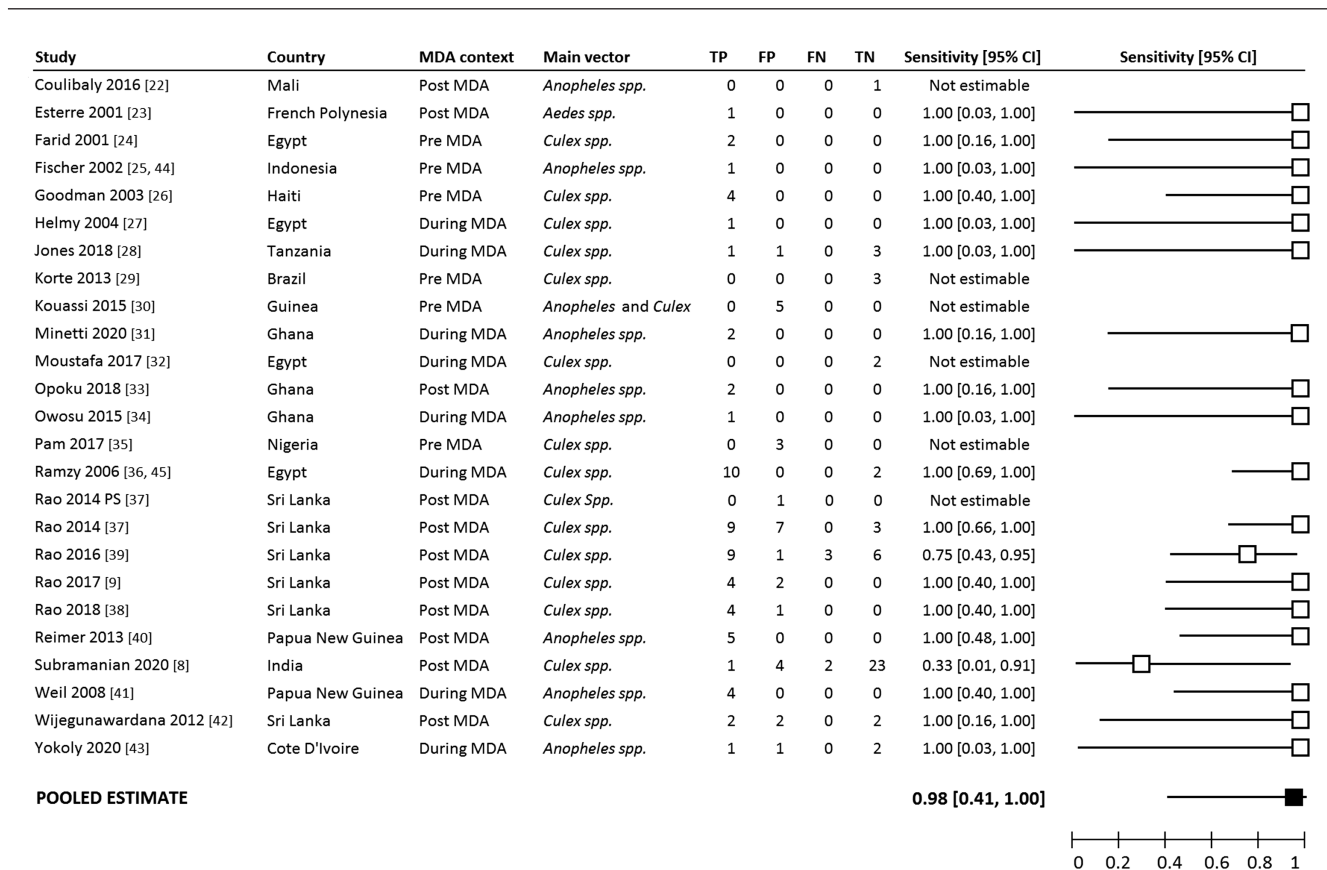 Study Country MDA context Main vector TP FP FN TN Sensitivity [95% CI] Sensitivity [95% CI]
Coulibaly 2016 [22] Mali Post MDA Anopheles spp. 0 0 0 1 Not estimable
Esterre 2001 [23] French Polynesia Post MDA Aedes spp. 1 0 0 0 1.00 [0.03, 1.00]
Farid 2001 [24] Egypt Pre MDA Culex spp. 2 0 0 0 1.00 [0.16, 1.00]
Fischer 2002 [25, 44] Indonesia Pre MDA Anopheles spp. 1 0 0 0 1.00 [0.03, 1.00]
Goodman 2003 [26] Haiti Pre MDA Culex spp. 4 0 0 0 1.00 [0.40, 1.00]
Helmy 2004 [27] Egypt During MDA Culex spp. 1 0 0 0 1.00 [0.03, 1.00]
Jones 2018 [28] Tanzania During MDA Culex spp. 1 1 0 3 1.00 [0.03, 1.00]
Korte 2013 [29] Brazil Pre MDA Culex spp. 0 0 0 3 Not estimable
Kouassi 2015 [30] Guinea Pre MDA Anopheles and Culex 0 5 0 0 Not estimable
Minetti 2020 [31] Ghana During MDA Anopheles spp. 2 0 0 0 1.00 [0.16, 1.00]
Moustafa 2017 [32] Egypt During MDA Culex spp. 0 0 0 2 Not estimable
Opoku 2018 [33] Ghana Post MDA Anopheles spp. 2 0 0 0 1.00 [0.16, 1.00]
Owosu 2015 [34] Ghana During MDA Anopheles spp. 1 0 0 0 1.00 [0.03, 1.00]
Pam 2017 [35] Nigeria Pre MDA Culex spp. 0 3 0 0 Not estimable
Ramzy 2006 [36, 45] Egypt During MDA Culex spp. 10 0 0 2 1.00 [0.69, 1.00]
Rao 2014 PS [37] Sri Lanka Post MDA Culex Spp. 0 1 0 0 Not estimable
Rao 2014 [37] Sri Lanka Post MDA Culex spp. 9 7 0 3 1.00 [0.66, 1.00]
Rao 2016 [39] Sri Lanka Post MDA Culex spp. 9 1 3 6 0.75 [0.43, 0.95]
Rao 2017 [9] Sri Lanka Post MDA Culex spp. 4 2 0 0 1.00 [0.40, 1.00]
Rao 2018 [38] Sri Lanka Post MDA Culex spp. 4 1 0 0 1.00 [0.40, 1.00]
Reimer 2013 [40] Papua New Guinea Post MDA Anopheles spp. 5 0 0 0 1.00 [0.48, 1.00]
Subramanian 2020 [8] India Post MDA Culex spp. 1 4 2 23 0.33 [0.01, 0.91]
Weil 2008 [41] Papua New Guinea During MDA Anopheles spp. 4 0 0 0 1.00 [0.40, 1.00]
Wijegunawardana 2012 [42] Sri Lanka Post MDA Culex spp. 2 2 0 2 1.00 [0.16, 1.00]
Yokoly 2020 [43] Cote D'Ivoire During MDA Anopheles spp. 1 1 0 2 1.00 [0.03, 1.00]
POOLED ESTIMATE 0.98 [0.41, 1.00]
0 0.2 0.4 0.6 0.8 1